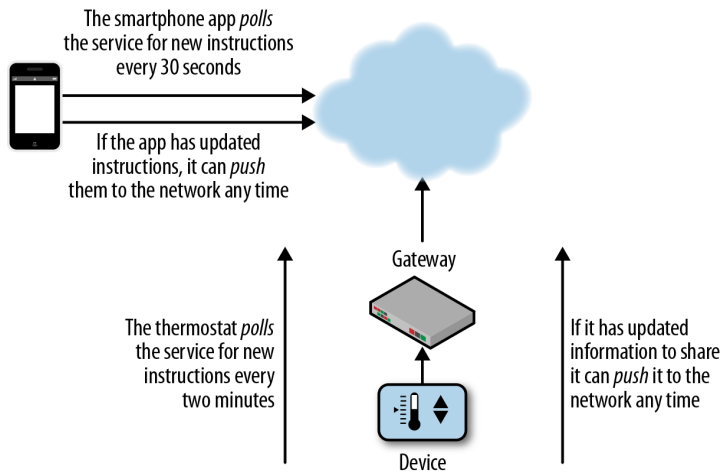 The smartphone app polls
the service for new instructions
every 30 seconds
If the app has updated
instructions, it can push
them to the network any time
Gateway
The thermostat polls
the service for new
instructions every
two minutes
If it has updated
information to share
it can push it to the
network any time
Device